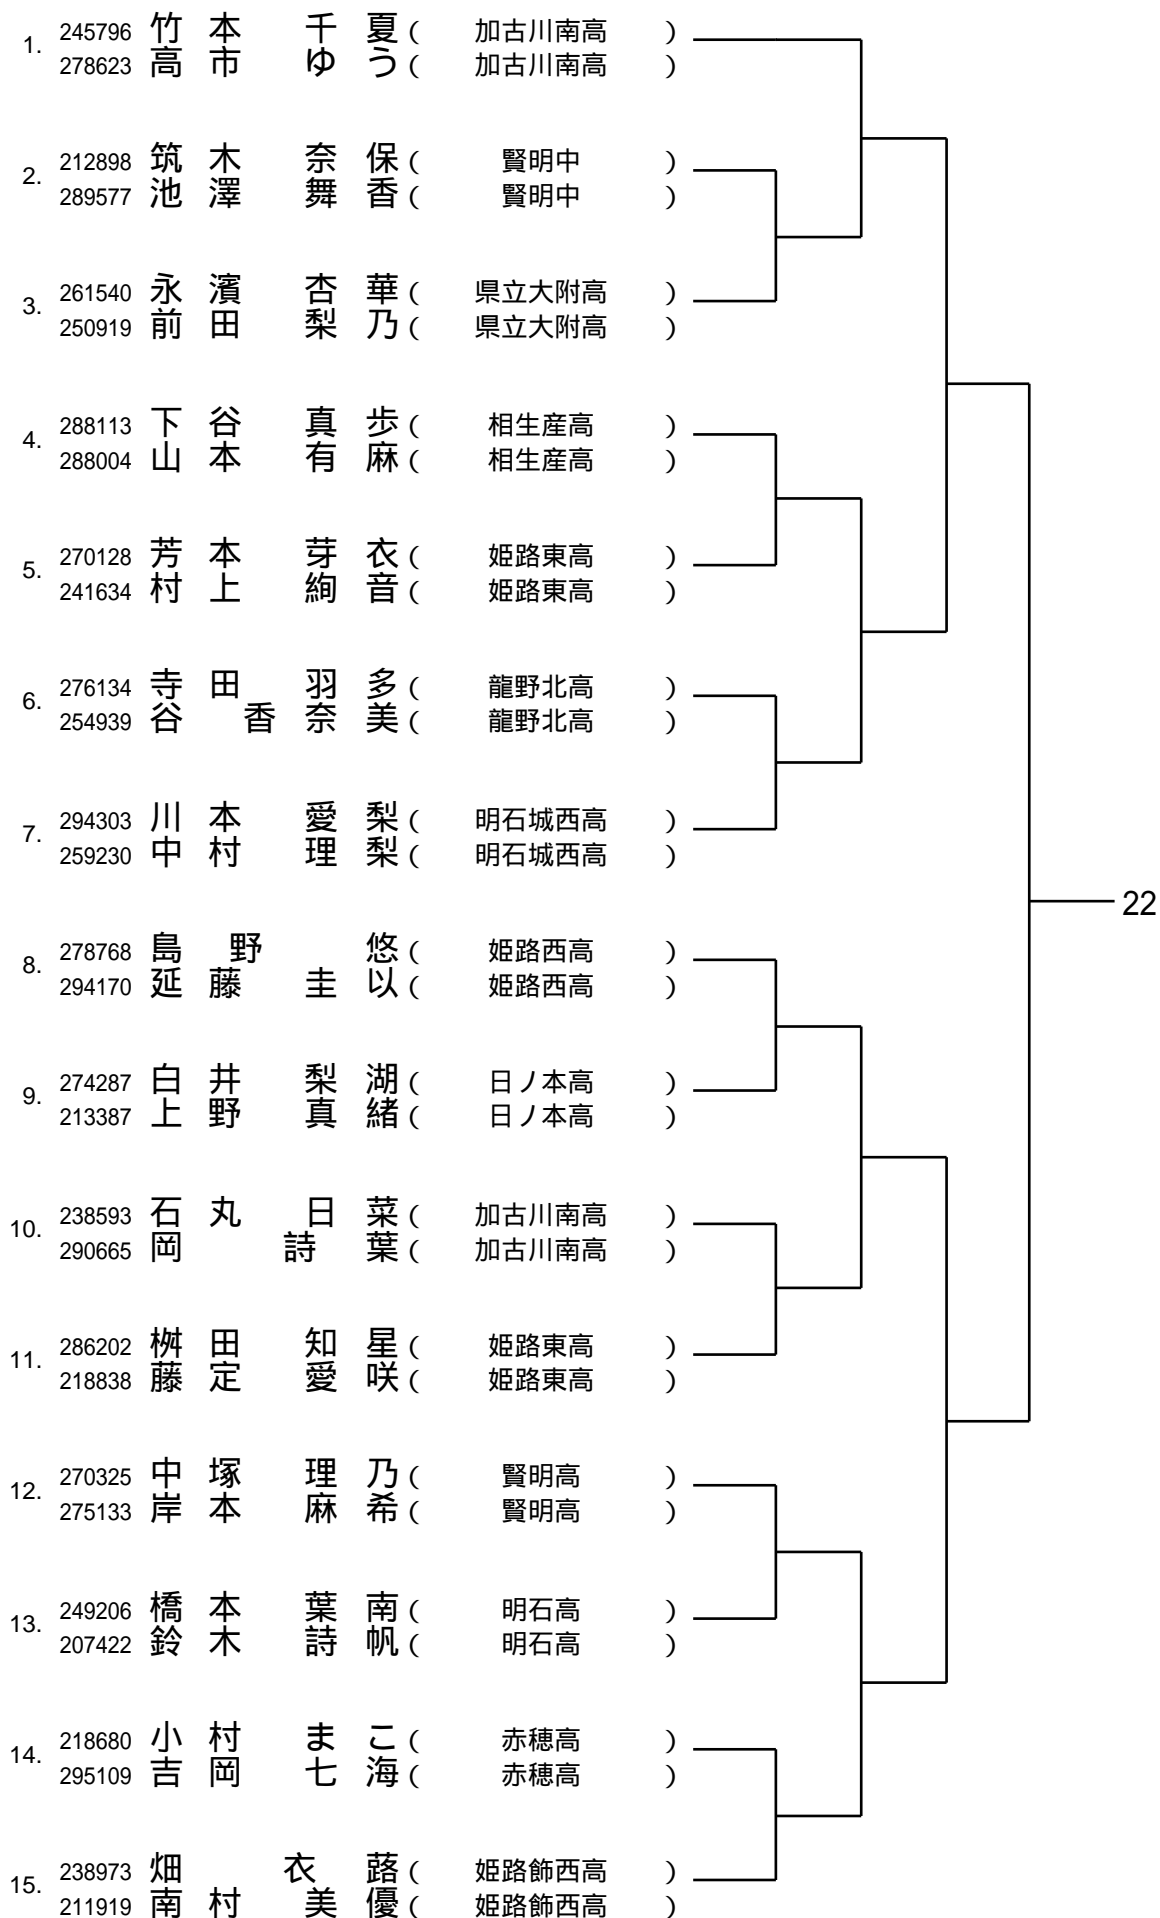 1. 245796 竹本 千夏 ( 加古川南高 )
278623 高市 ゆう ( 加古川南高 )
2. 212898 筑木 奈保 ( 賢明中 )
289577 池澤 舞香 ( 賢明中 )
3. 261540 永濱 杏華 ( 県立大附高 )
250919 前田 梨乃 ( 県立大附高 )
4. 288113 下谷 真歩 ( 相生産高 )
288004 山本 有麻 ( 相生産高 )
5. 270128 芳本 芽衣 ( 姫路東高 )
241634 村上 絢音 ( 姫路東高 )
6. 276134 寺田 羽多 ( 龍野北高 )
254939 谷 香奈美 ( 龍野北高 )
7. 294303 川本 愛梨 ( 明石城西高 )
259230 中村 理梨 ( 明石城西高 )
22
8. 278768 島野 悠 ( 姫路西高 )
294170 延藤 圭以 ( 姫路西高 )
9. 274287 白井 梨湖 ( 日ノ本高 )
213387 上野 真緒 ( 日ノ本高 )
10. 238593 石丸 日菜 ( 加古川南高 )
290665 岡 詩葉 ( 加古川南高 )
11. 286202 桝田 知星 ( 姫路東高 )
218838 藤定 愛咲 ( 姫路東高 )
12. 270325 中塚 理乃 ( 賢明高 )
275133 岸本 麻希 ( 賢明高 )
13. 249206 橋本 葉南 ( 明石高 )
207422 鈴木 詩帆 ( 明石高 )
14. 218680 小村 まこ ( 赤穂高 )
295109 吉岡 七海 ( 赤穂高 )
15. 238973 畑 衣蕗 ( 姫路飾西高 )
211919 南村 美優 ( 姫路飾西高 )